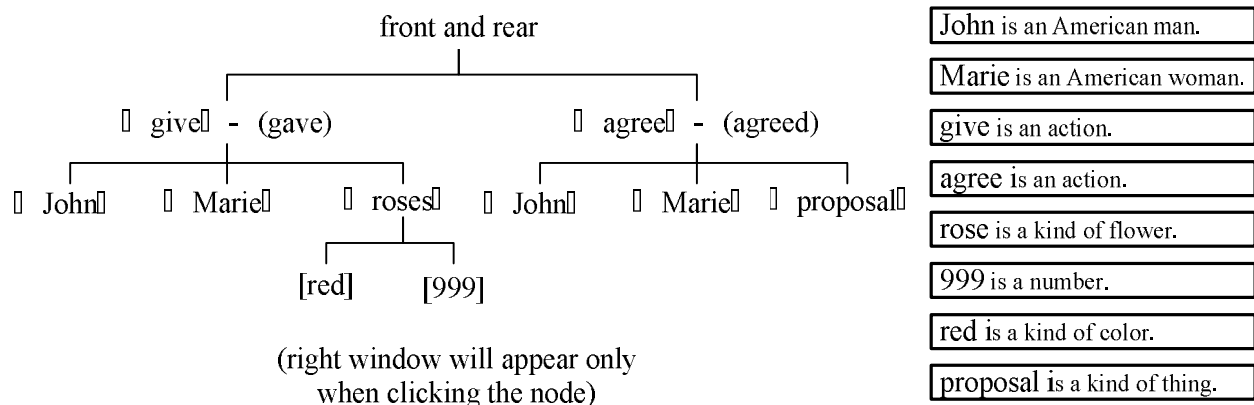 front and rear
▯ give▯ - (gave)
▯ agree▯ - (agreed)
▯ John▯
▯ Marie▯
▯ roses▯
▯ John▯
▯ Marie▯
▯ proposal▯
[red]
[999]
(right window will appear only
when clicking the node)
John is an American man.
Marie is an American woman.
give is an action.
agree is an action.
rose is a kind of flower.
999 is a number.
red is a kind of color.
proposal is a kind of thing.